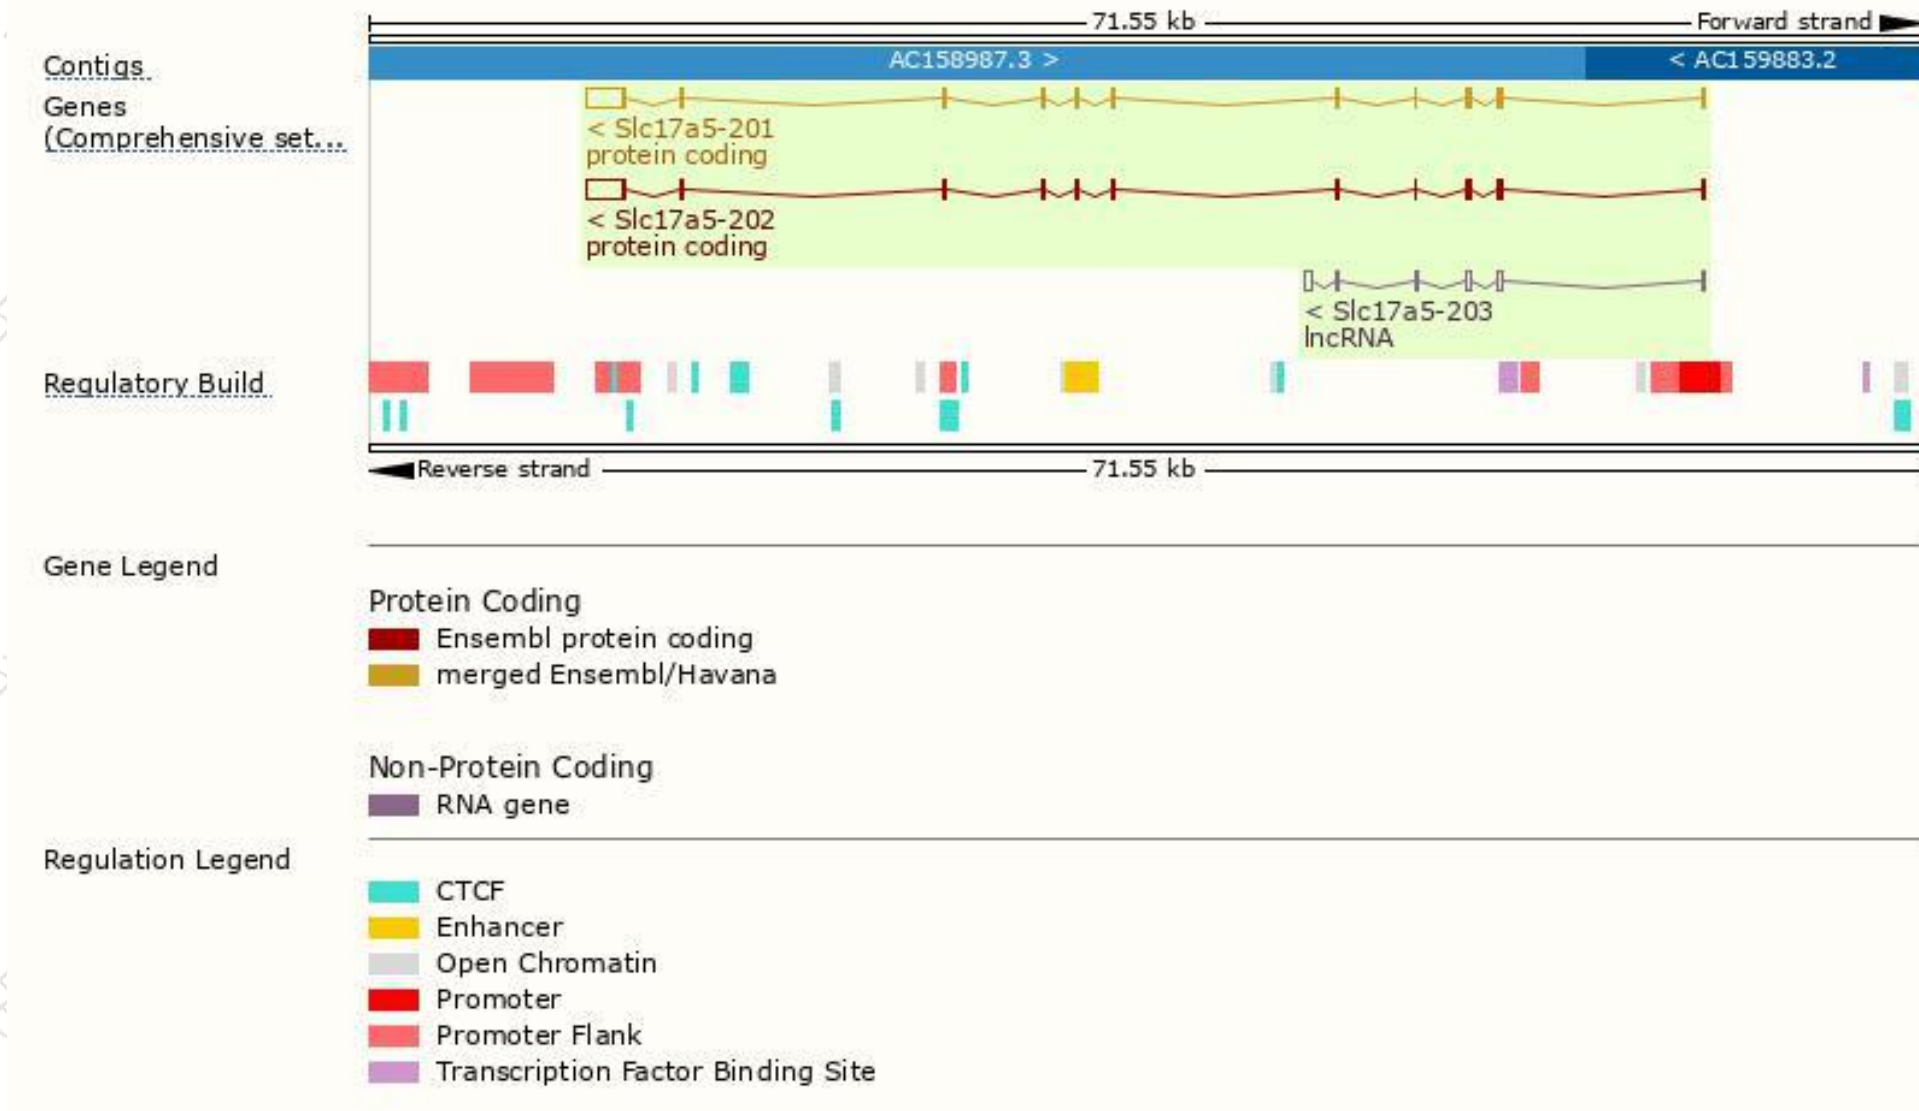 71.55 kb
Forward strand
Contigs
AC158987.3 >
< AC159883.2
Genes
(Comprehensive set...
< Slc17a5-201
protein coding
< Slc17a5-202
protein coding
< Slc17a5-203
lncRNA
Regulatory Build
Reverse strand
71.55 kb
Gene Legend
Protein Coding
Ensembl protein coding
merged Ensembl/Havana
Non-Protein Coding
RNA gene
Regulation Legend
CTCF
Enhancer
Open Chromatin
Promoter
Promoter Flank
Transcription Factor Binding Site